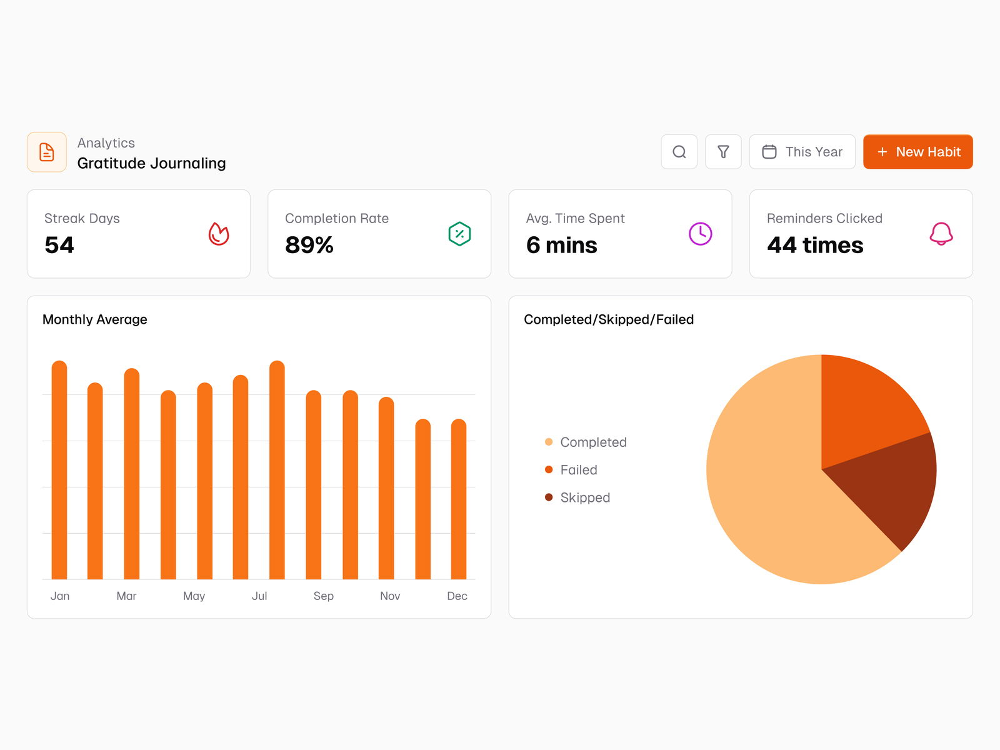 Analytics
Gratitude Journaling
This Year
+ New Habit
Streak Days
54
Completion Rate
89%
Avg. Time Spent
6 mins
Reminders Clicked
44 times
Monthly Average
Jan Mar May Jul Sep Nov Dec
Completed/Skipped/Failed
Completed
Failed
Skipped